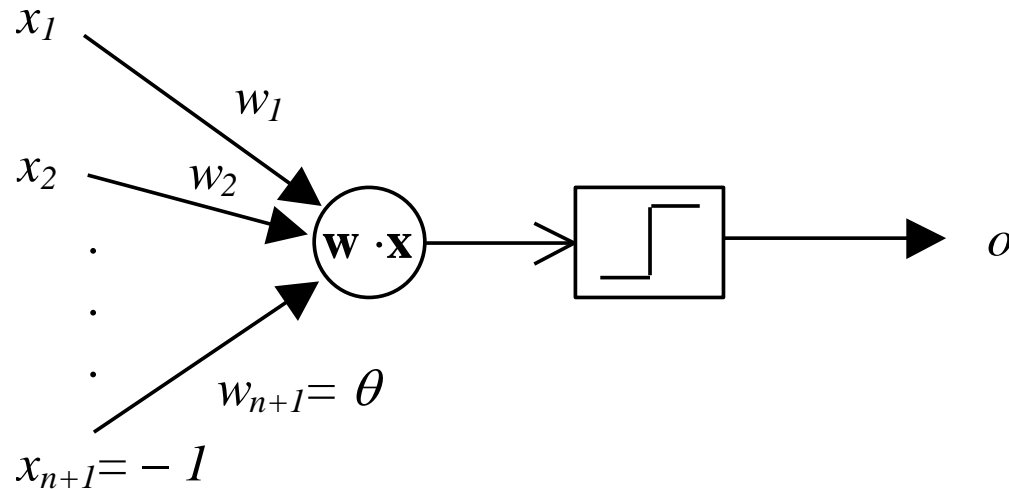 x1
w1
x2
w2
.
w · x
o
.
.
wn+1= θ
xn+1= − 1